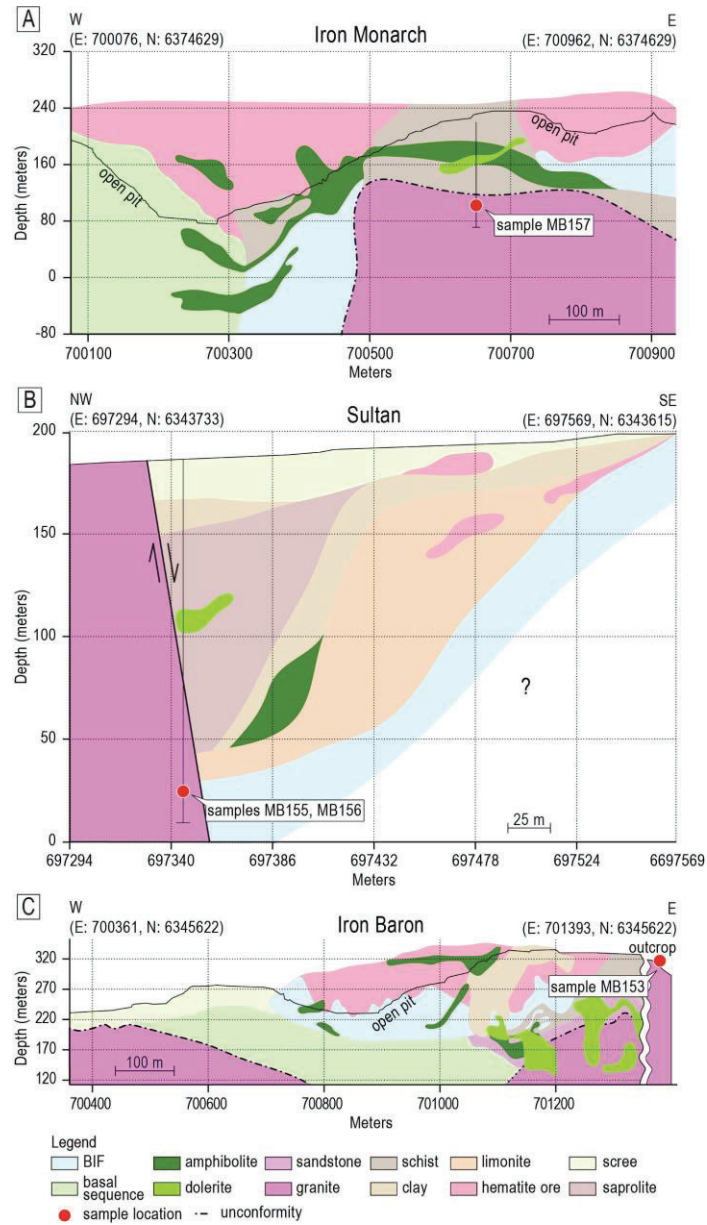 A
W
E
(E: 700076, N: 6374629)
Iron Monarch
(E: 700962, N: 6374629)
320
240
160
80
0
-80
Depth (meters)
open pit
open pit
sample MB157
100 m
700100
700300
700500
700700
700900
Meters
B
NW
SE
(E: 697294, N: 6343733)
Sultan
(E: 697569, N: 6343615)
200
150
100
50
0
Depth (meters)
?
samples MB155, MB156
25 m
697294
697340
697386
697432
697478
697524
6697569
Meters
C
W
E
(E: 700361, N: 6345622)
Iron Baron
(E: 701393, N: 6345622)
outcrop
320
270
220
170
120
Depth (meters)
open pit
sample MB153
100 m
700400
700600
700800
701000
701200
Meters
Legend
BIF
amphibolite
sandstone
schist
limonite
scree
basal
sequence
dolerite
granite
clay
hematite ore
saprolite
sample location
unconformity